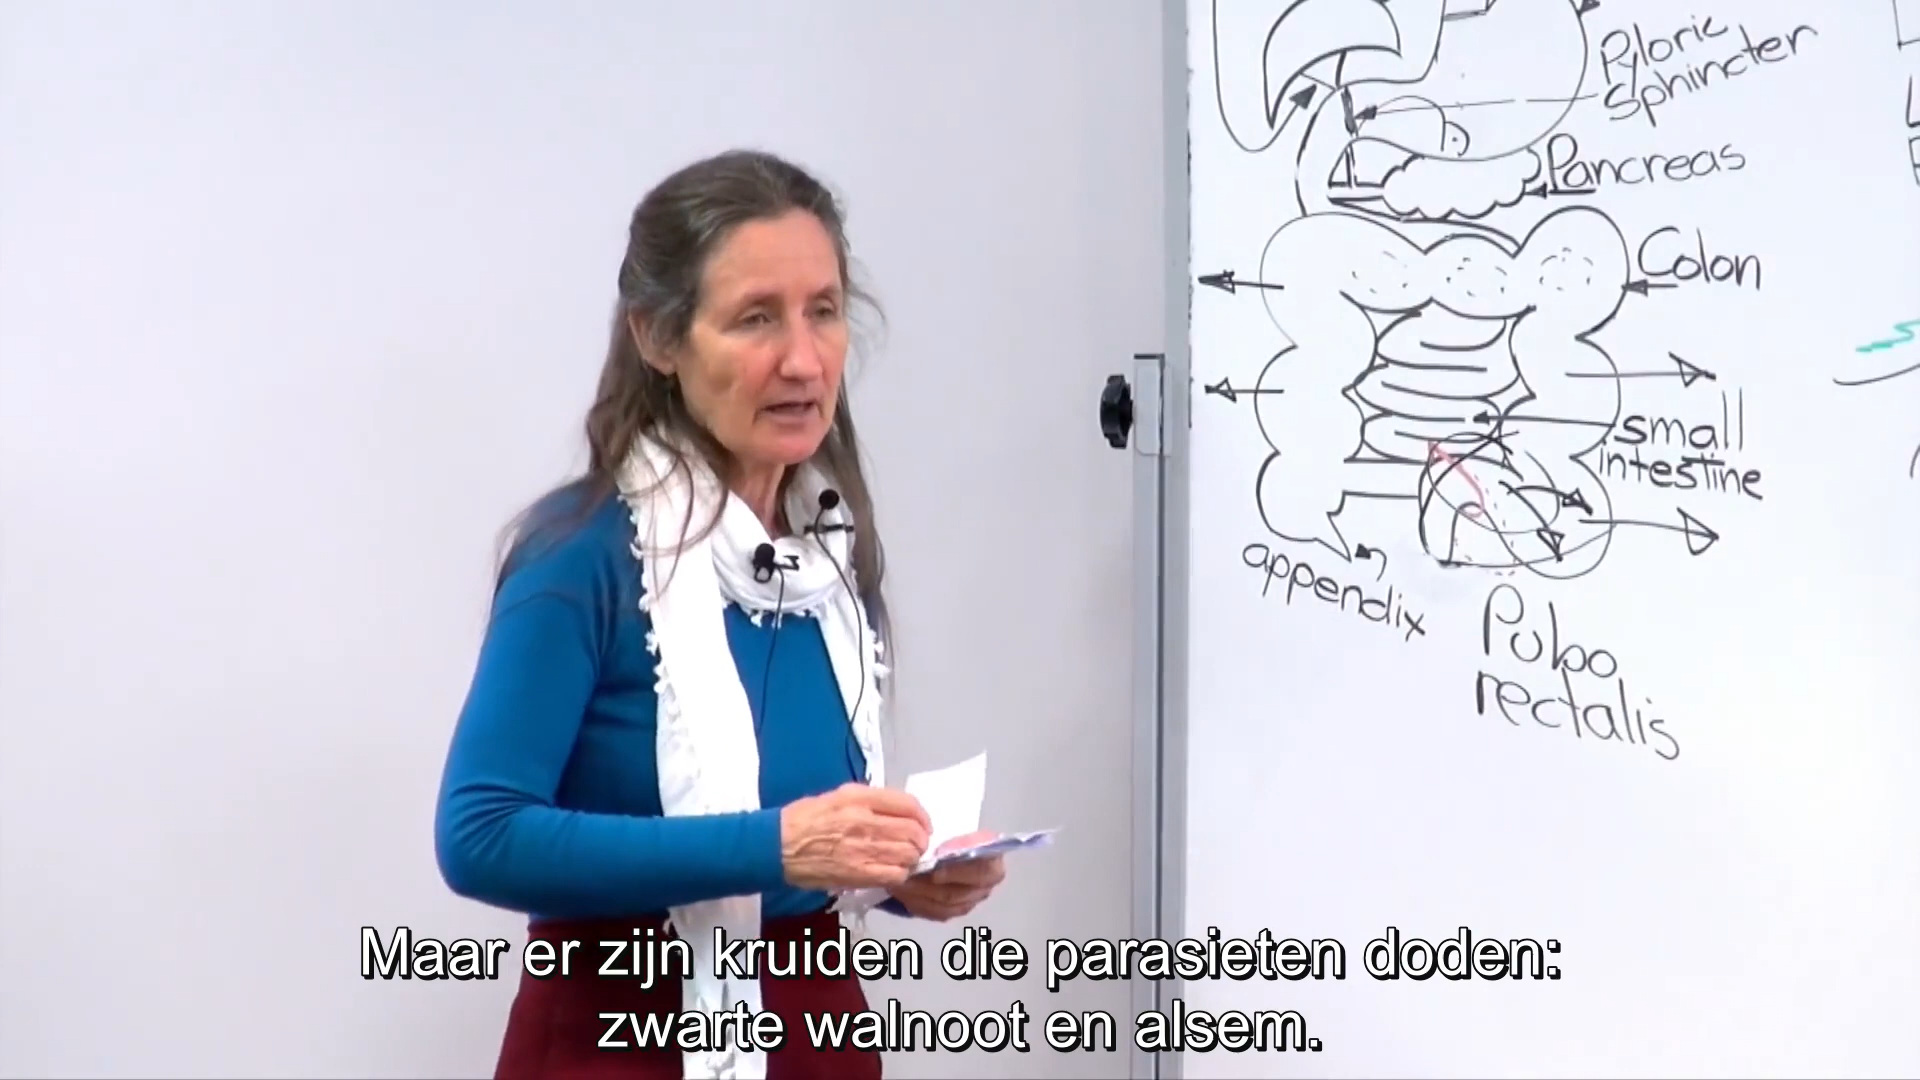 Pyloric
Sphincter
Pancreas
Colon
small
intestine
appendix
Pubo
rectalis
Maar er zijn kruiden die parasieten doden:
zwarte walnoot en alsem.